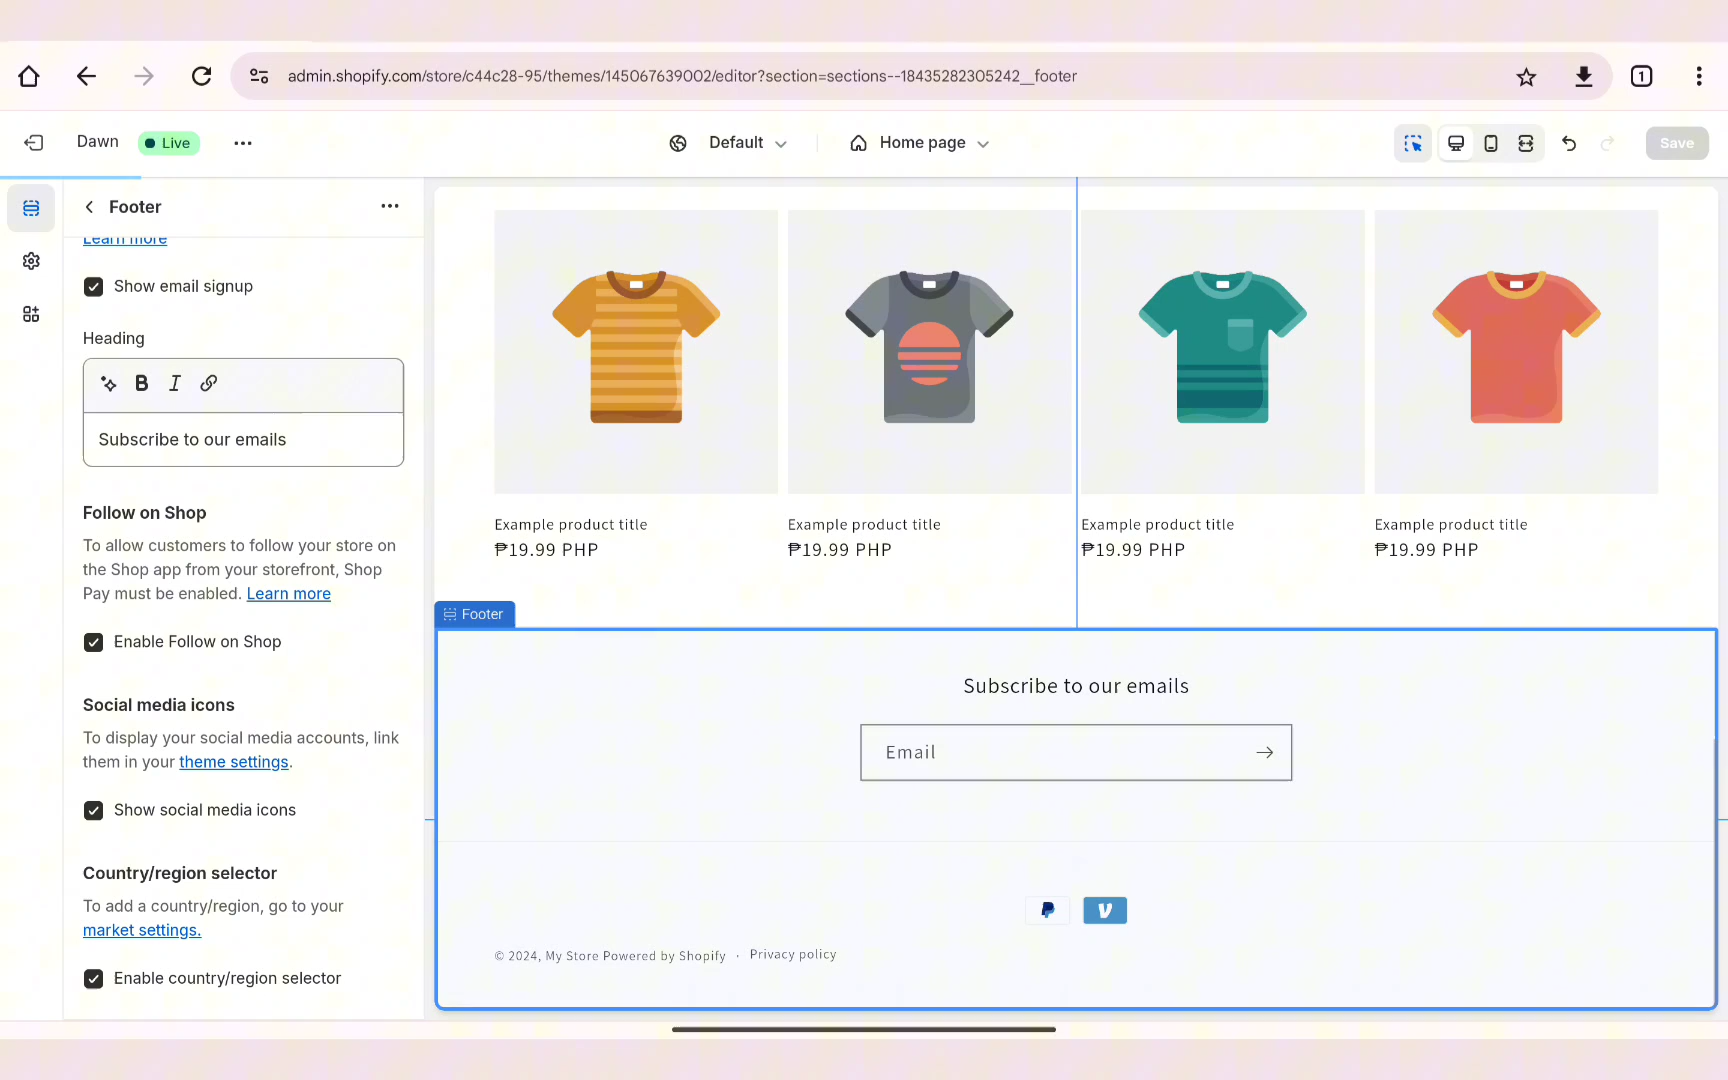 admin.shopify.com/store/c44c28-95/themes/145067639002/editor?section=sections--18435282305242__footer
1
Dawn
Live
Default
Home page
Save
Footer
Learn more
Show email signup
Heading
B I
Subscribe to our emails
Follow on Shop
To allow customers to follow your store on
the Shop app from your storefront, Shop
Pay must be enabled. Learn more
Enable Follow on Shop
Social media icons
To display your social media accounts, link
them in your theme settings.
Show social media icons
Country/region selector
To add a country/region, go to your
market settings.
Enable country/region selector
Example product title
₱19.99 PHP
Example product title
₱19.99 PHP
Example product title
₱19.99 PHP
Example product title
₱19.99 PHP
Footer
Subscribe to our emails
Email
© 2024, My Store Powered by Shopify · Privacy policy